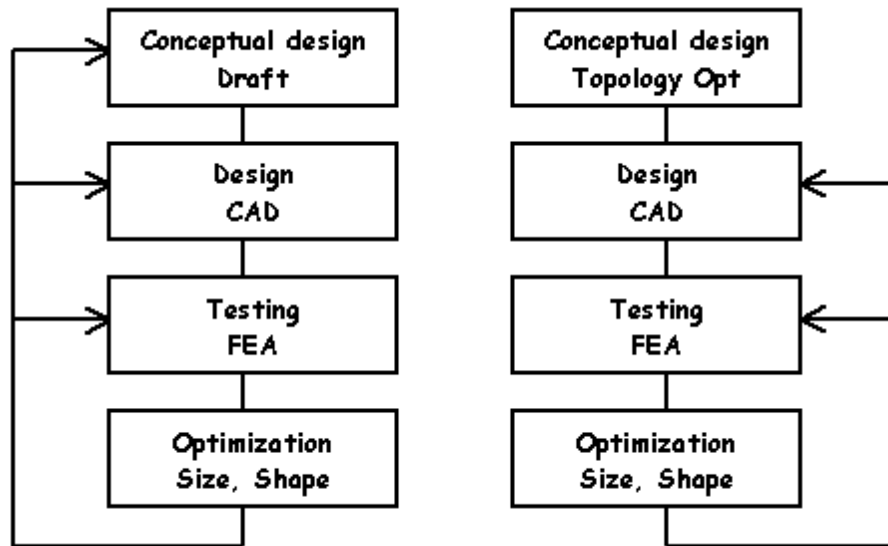 Conceptual design
Draft
Design
CAD
Testing
FEA
Optimization
Size, Shape
Conceptual design
Topology Opt
Design
CAD
Testing
FEA
Optimization
Size, Shape